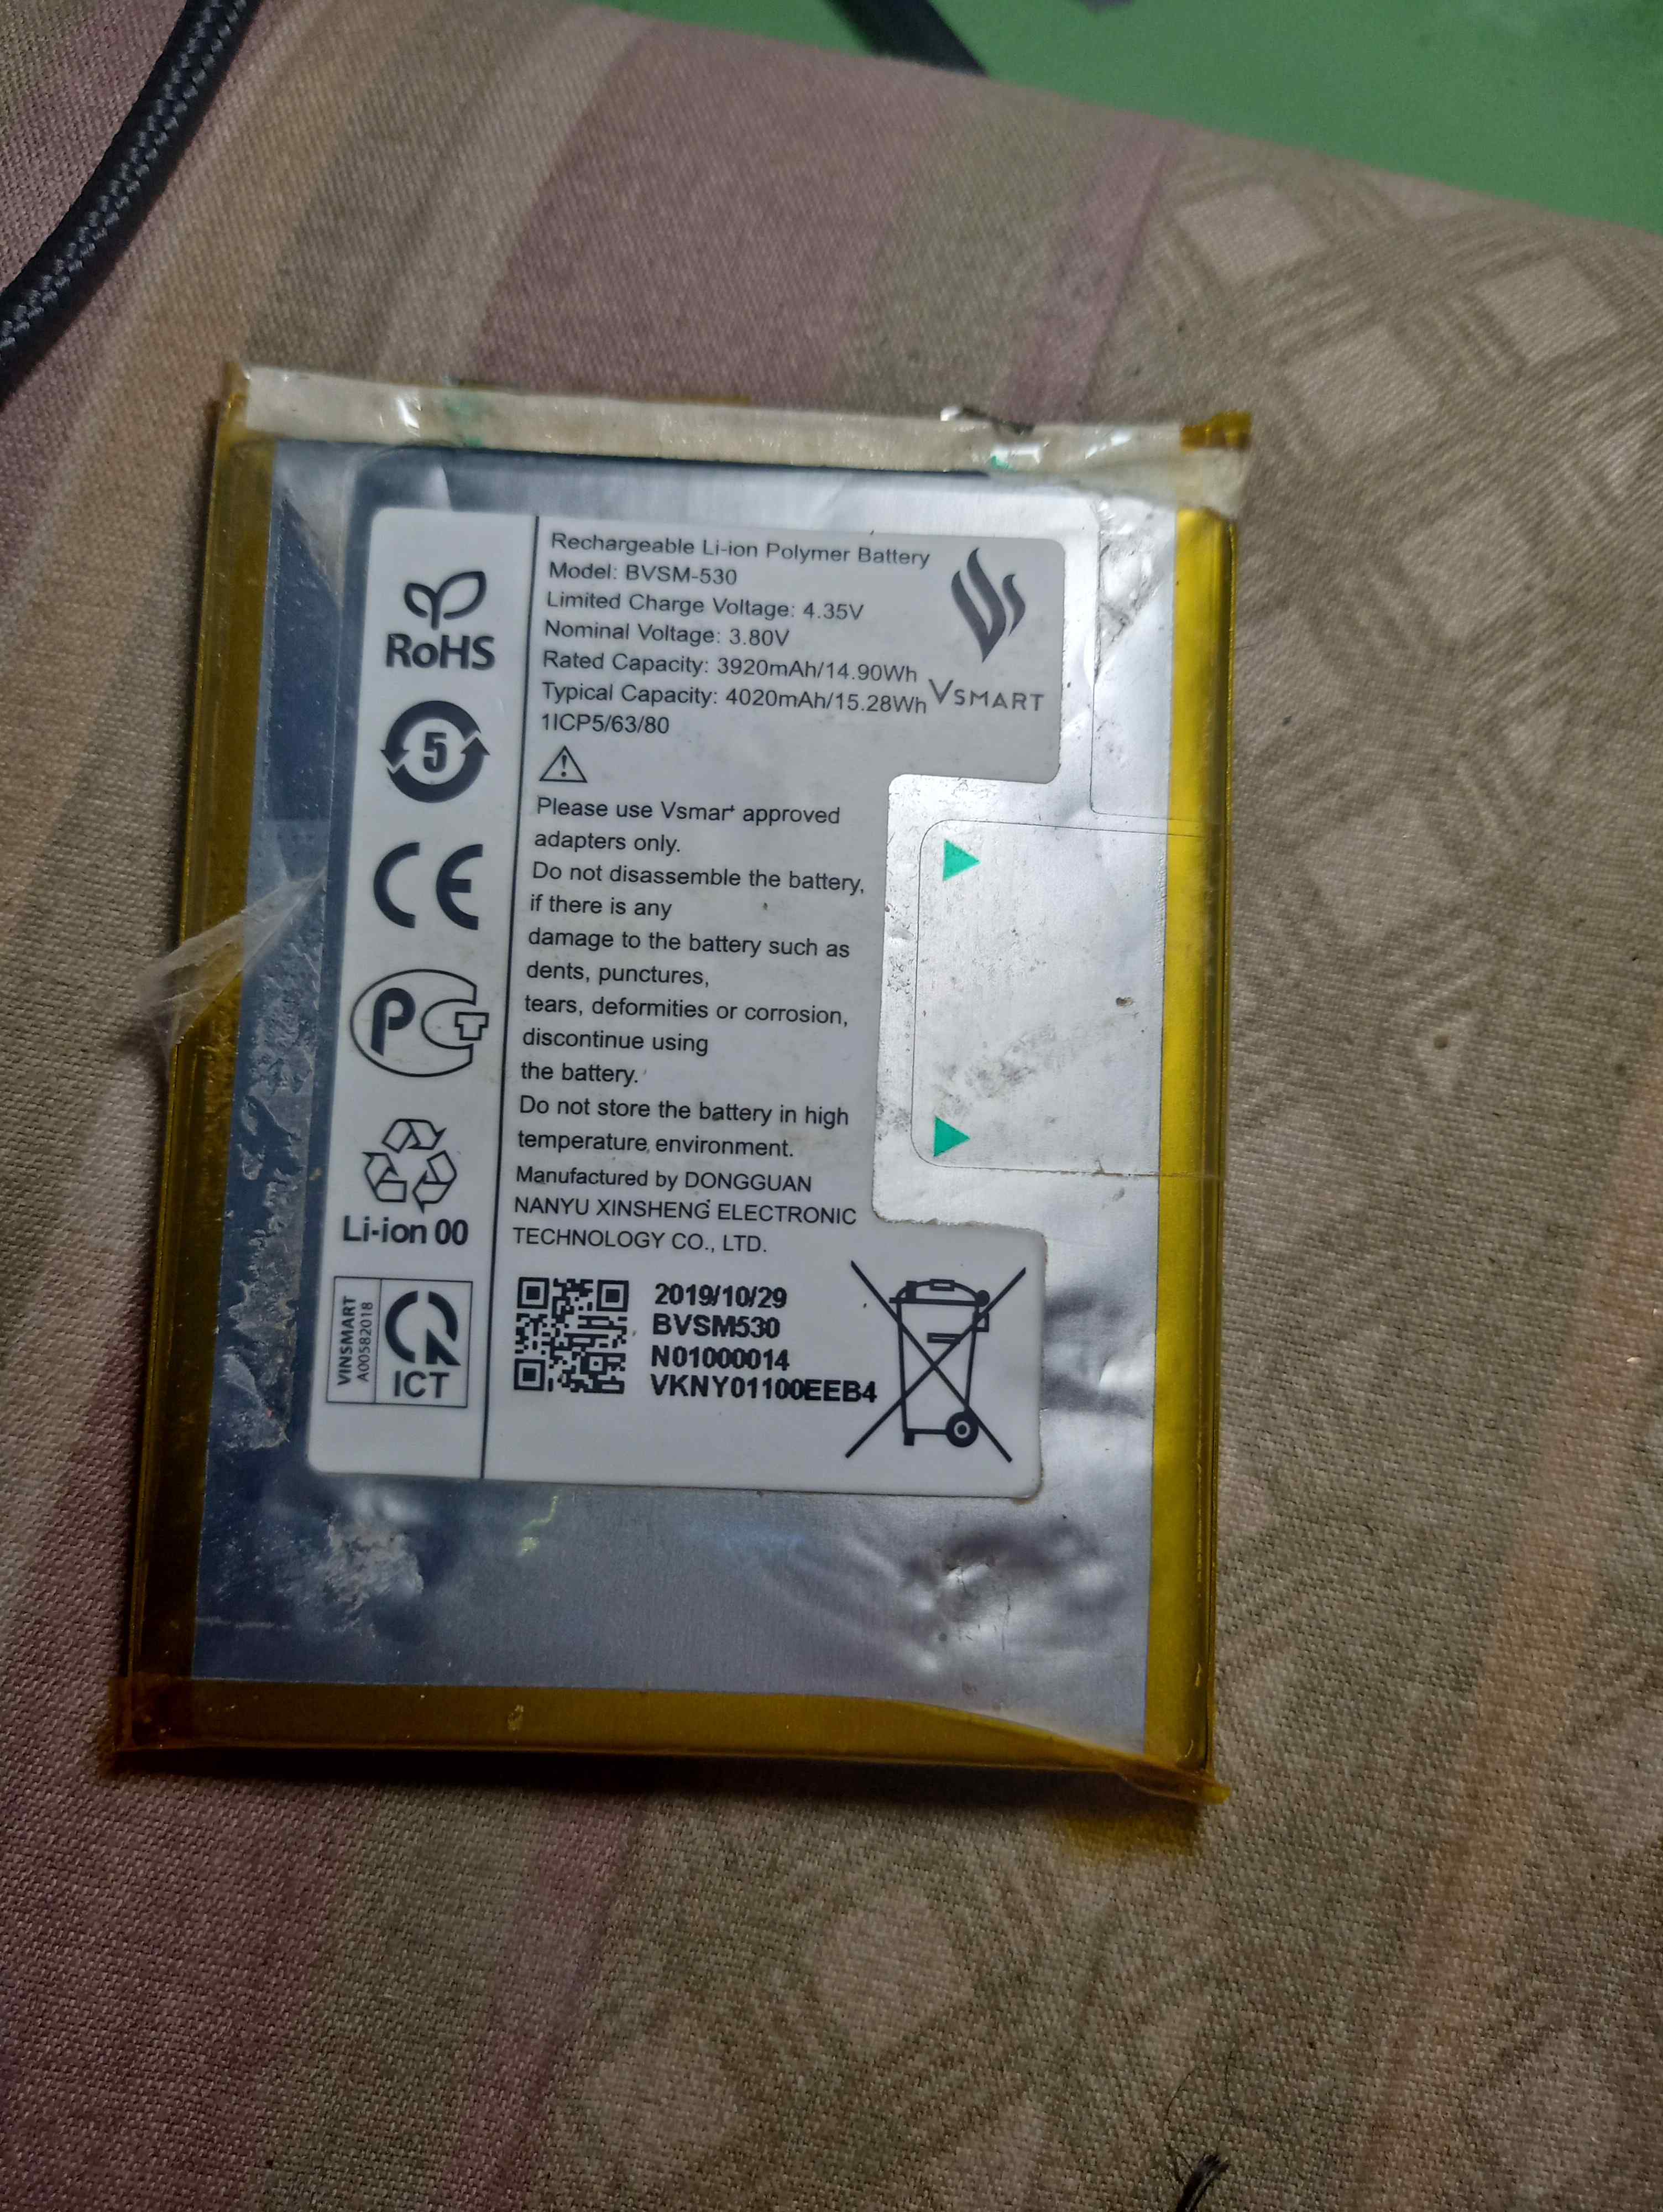 Rechargeable Li-ion Polymer Battery
Model: BVSM-530
Limited Charge Voltage: 4.35V
Nominal Voltage: 3.80V
Rated Capacity: 3920mAh/14.90Wh
Typical Capacity: 4020mAh/15.28Wh
1ICP5/63/80
VSMART
Please use Vsmart approved
adapters only.
Do not disassemble the battery,
if there is any
damage to the battery such as
dents, punctures,
tears, deformities or corrosion,
discontinue using
the battery.
Do not store the battery in high
temperature environment.
Manufactured by DONGGUAN
NANYU XINSHENG ELECTRONIC
TECHNOLOGY CO., LTD.
2019/10/29
BVSM530
N01000014
VKNY01100EEB4
RoHS
5
CE
PG
Li-ion 00
VINSMART
A00582018
ICT